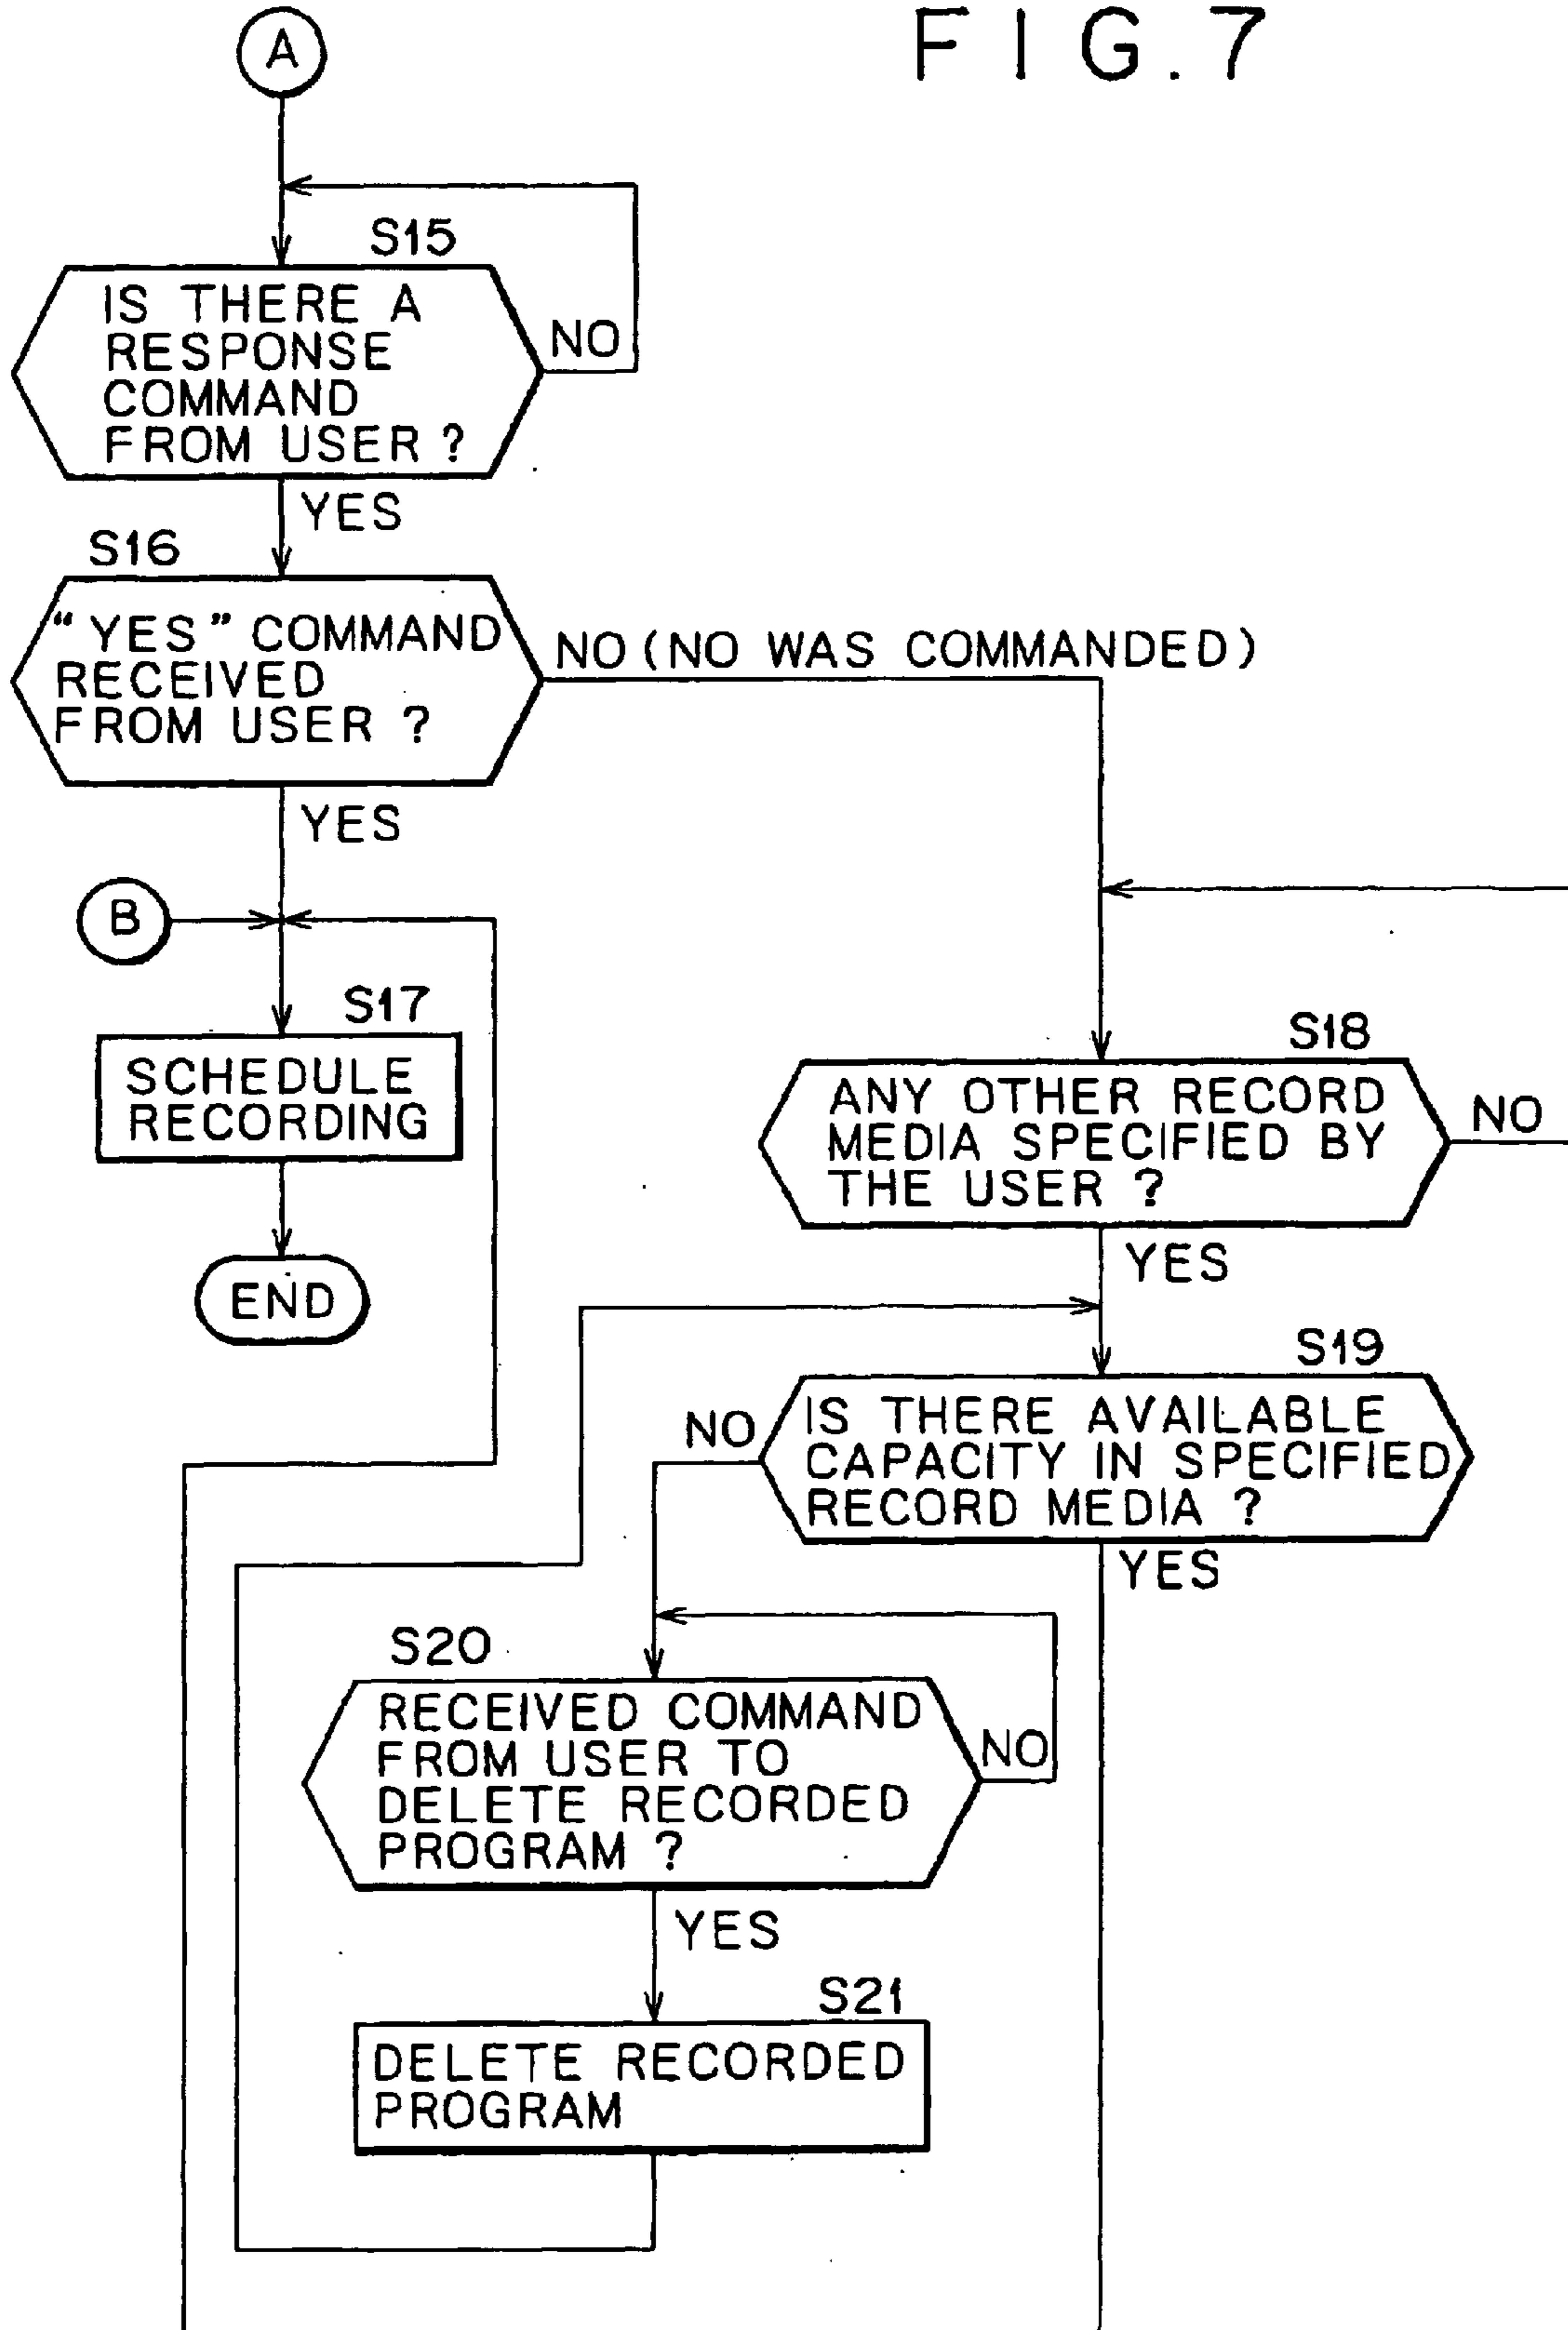 FIG.7
A
S15
IS THERE A
RESPONSE
COMMAND
FROM USER ?
NO
YES
S16
“YES” COMMAND
RECEIVED
FROM USER ?
NO (NO WAS COMMANDED)
YES
B
S17
SCHEDULE
RECORDING
END
S18
ANY OTHER RECORD
MEDIA SPECIFIED BY
THE USER ?
NO
YES
S19
IS THERE AVAILABLE
CAPACITY IN SPECIFIED
RECORD MEDIA ?
NO
YES
S20
RECEIVED COMMAND
FROM USER TO
DELETE RECORDED
PROGRAM ?
NO
YES
S21
DELETE RECORDED
PROGRAM